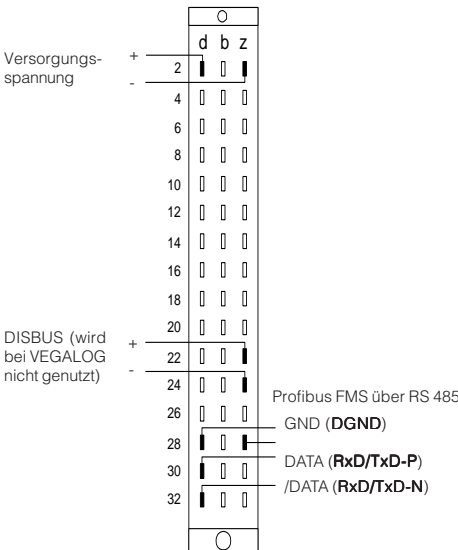 d b z
Versorgungs- +
spannung
2
-
4
6
8
10
12
14
16
18
20
DISBUS (wird
bei VEGALOG
nicht genutzt)
+
22
-
24
26
Profibus FMS über RS 485
GND (DGND)
28
DATA (RxD/TxD-P)
30
/DATA (RxD/TxD-N)
32